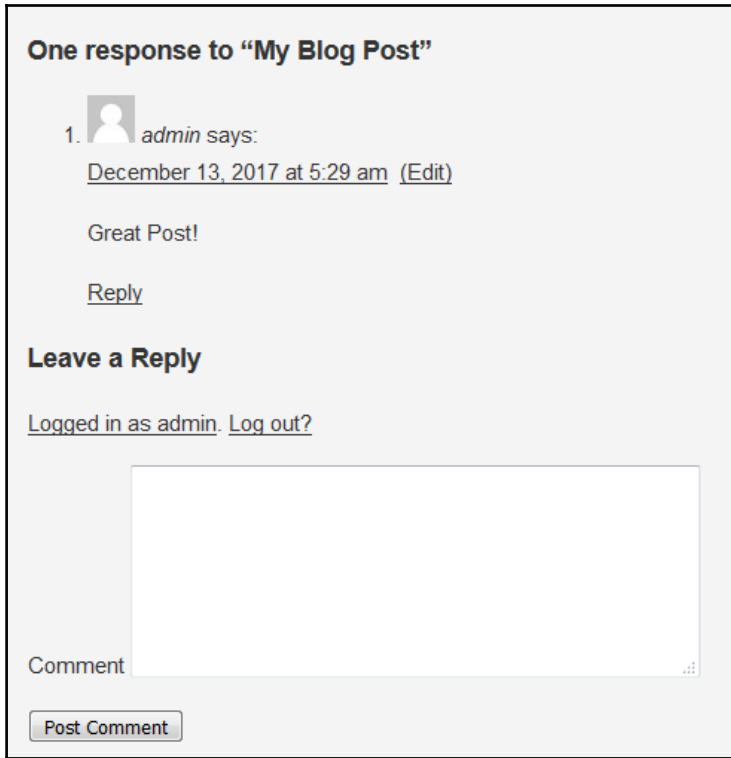 One response to “My Blog Post”
1. admin says:
December 13, 2017 at 5:29 am (Edit)
Great Post!
Reply
Leave a Reply
Logged in as admin. Log out?
Comment
Post Comment